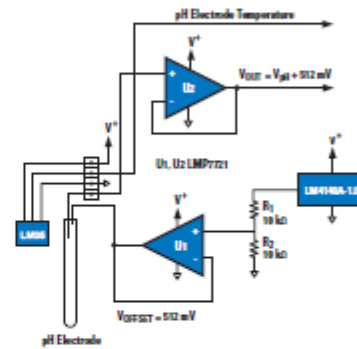 pH Electrode Temperature
V+
U2
+
-
VOUT = VpH + 512 mV
V+
U1, U2 LMP7721
V+
LM4140A-1.0
LM35
V+
U1
+
-
R1
10 kΩ
R2
10 kΩ
VOFFSET = 512 mV
pH Electrode